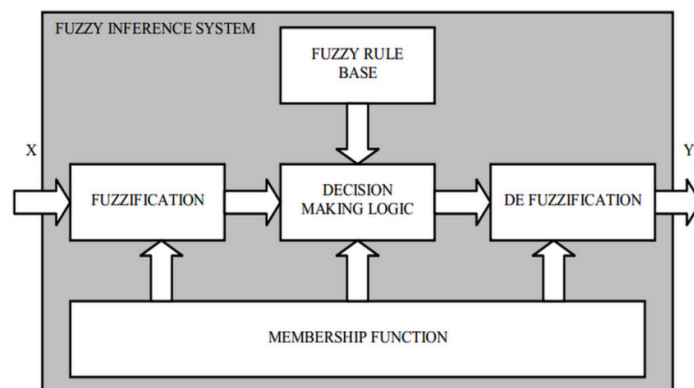 FUZZY INFERENCE SYSTEM
FUZZY RULE
BASE
X
Y
FUZZIFICATION
DECISION
MAKING LOGIC
DE FUZZIFICATION
MEMBERSHIP FUNCTION